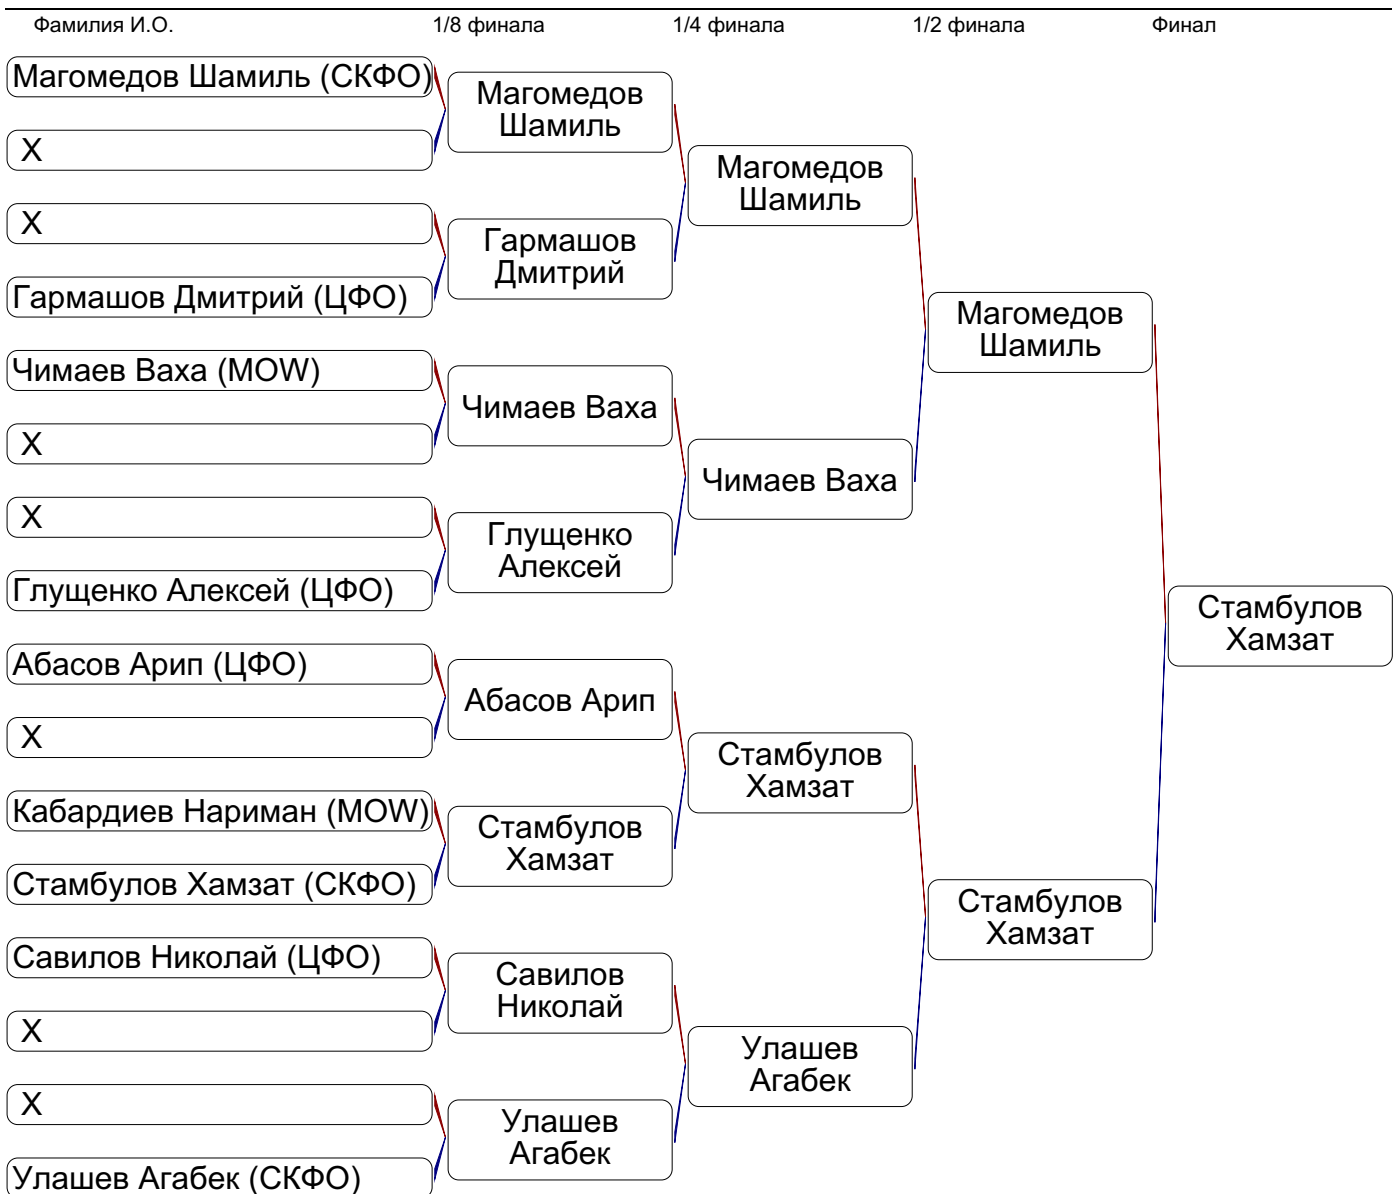 Фамилия И.О.
1/8 финала
1/4 финала
1/2 финала
Финал
Магомедов Шамиль (СКФО)
X
X
Гармашов Дмитрий (ЦФО)
Чимаев Ваха (MOW)
X
X
Глущенко Алексей (ЦФО)
Абасов Арип (ЦФО)
X
Кабардиев Нариман (MOW)
Стамбулов Хамзат (СКФО)
Савилов Николай (ЦФО)
X
X
Улашев Агабек (СКФО)
Магомедов
Шамиль
Гармашов
Дмитрий
Чимаев Ваха
Глущенко
Алексей
Абасов Арип
Стамбулов
Хамзат
Савилов
Николай
Улашев
Агабек
Магомедов
Шамиль
Чимаев Ваха
Стамбулов
Хамзат
Улашев
Агабек
Магомедов
Шамиль
Стамбулов
Хамзат
Стамбулов
Хамзат